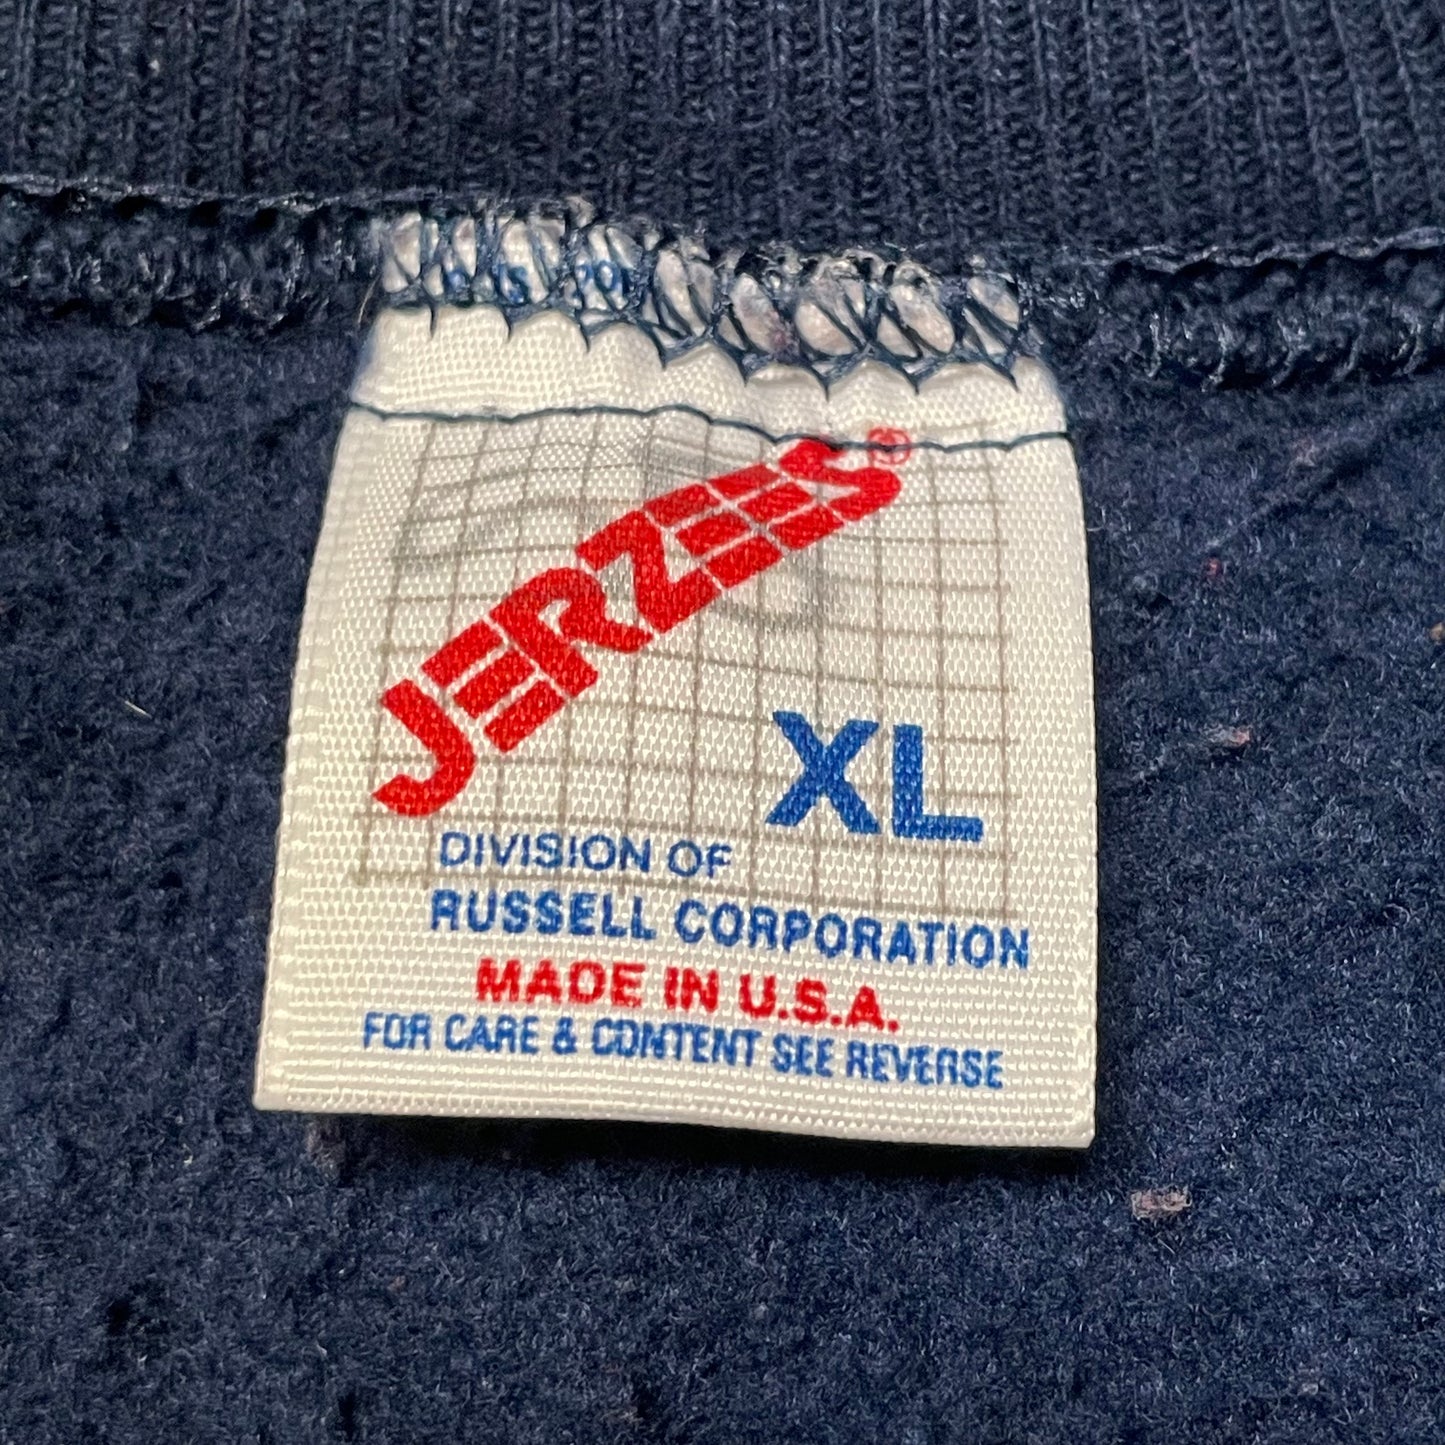 JERZEES®
XL
DIVISION OF
RUSSELL CORPORATION
MADE IN U.S.A.
FOR CARE & CONTENT SEE REVERSE